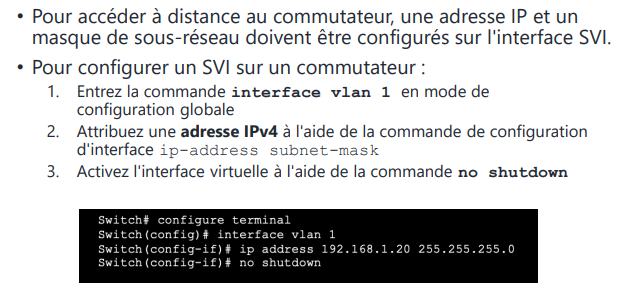 • Pour accéder à distance au commutateur, une adresse IP et un
masque de sous-réseau doivent être configurés sur l'interface SVI.
• Pour configurer un SVI sur un commutateur :
1. Entrez la commande interface vlan 1 en mode de
configuration globale
2. Attribuez une adresse IPv4 à l'aide de la commande de configuration
d'interface ip-address subnet-mask
3. Activez l'interface virtuelle à l'aide de la commande no shutdown
Switch# configure terminal
Switch(config)# interface vlan 1
Switch(config-if)# ip address 192.168.1.20 255.255.255.0
Switch(config-if)# no shutdown